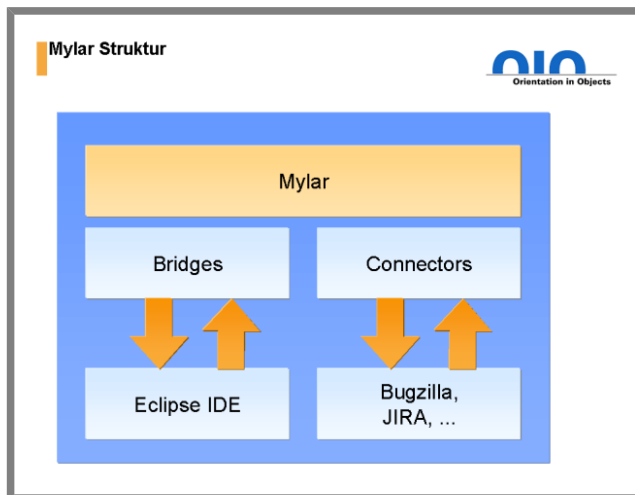 Mylar Struktur
Orientation in Objects
Mylar
Bridges
Connectors
Eclipse IDE
Bugzilla,
JIRA, ...